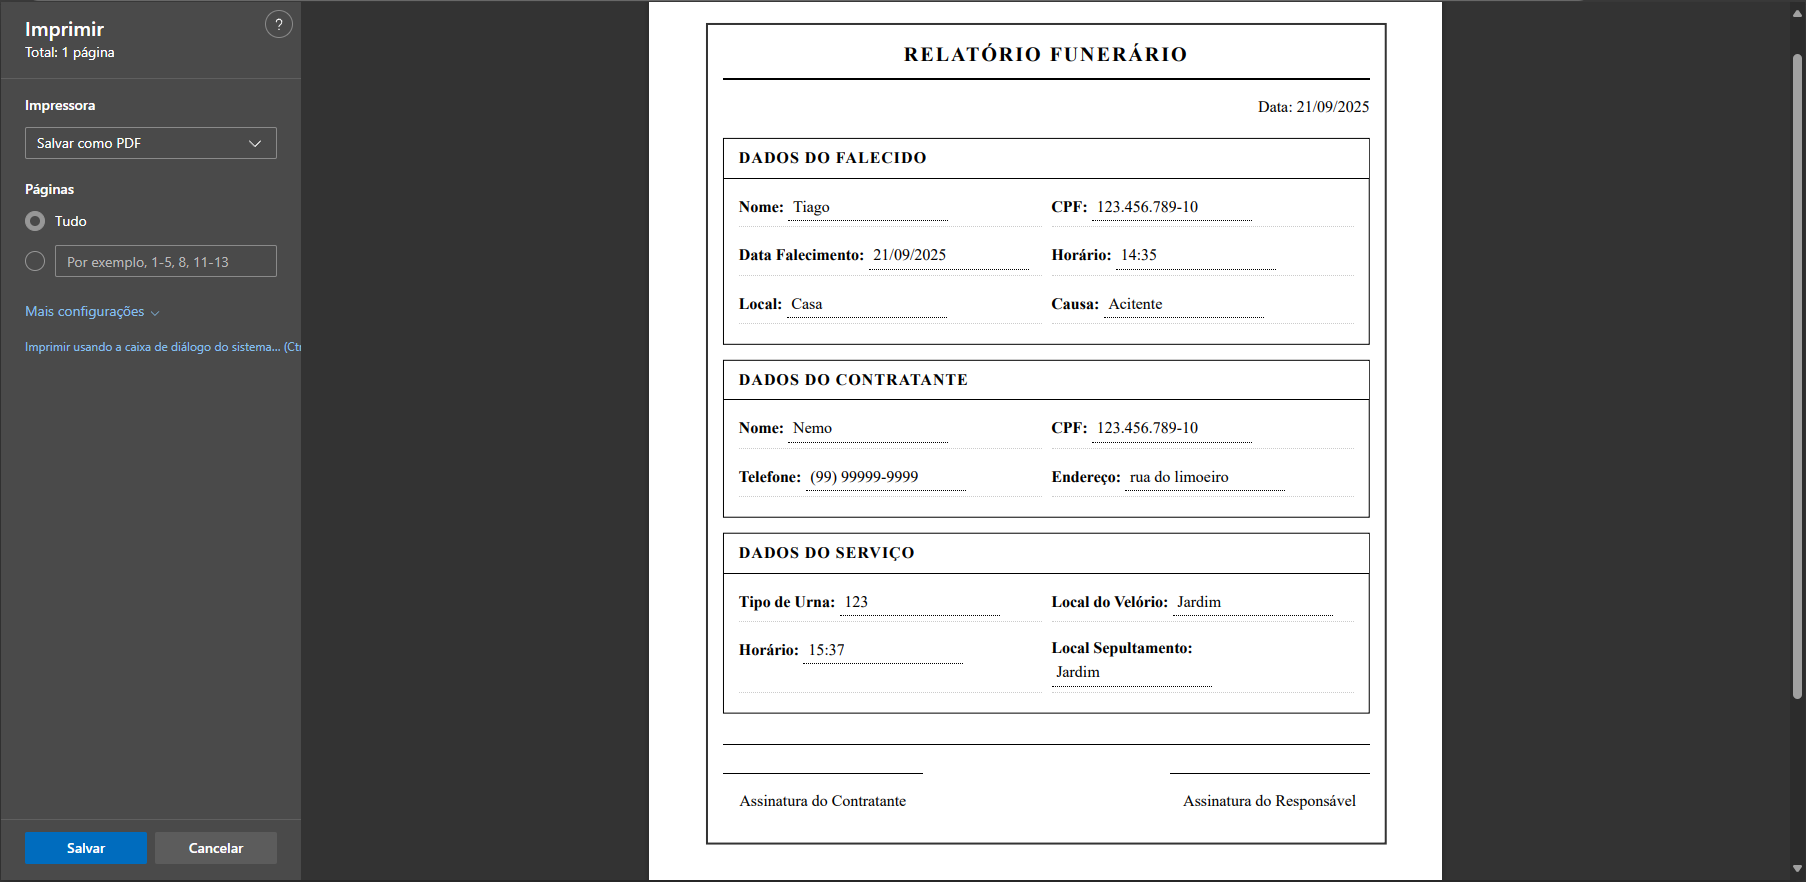 Imprimir
?
Total: 1 página
Impressora
Salvar como PDF
Páginas
Tudo
Por exemplo, 1-5, 8, 11-13
Mais configurações
Imprimir usando a caixa de diálogo do sistema... (Ctr
Salvar
Cancelar
RELATÓRIO FUNERÁRIO
Data: 21/09/2025
DADOS DO FALECIDO
Nome: Tiago CPF: 123.456.789-10
Data Falecimento: 21/09/2025 Horário: 14:35
Local: Casa Causa: Acitente
DADOS DO CONTRATANTE
Nome: Nemo CPF: 123.456.789-10
Telefone: (99) 99999-9999 Endereço: rua do limoeiro
DADOS DO SERVIÇO
Tipo de Urna: 123 Local do Velório: Jardim
Horário: 15:37 Local Sepultamento:
Jardim
Assinatura do Contratante Assinatura do Responsável